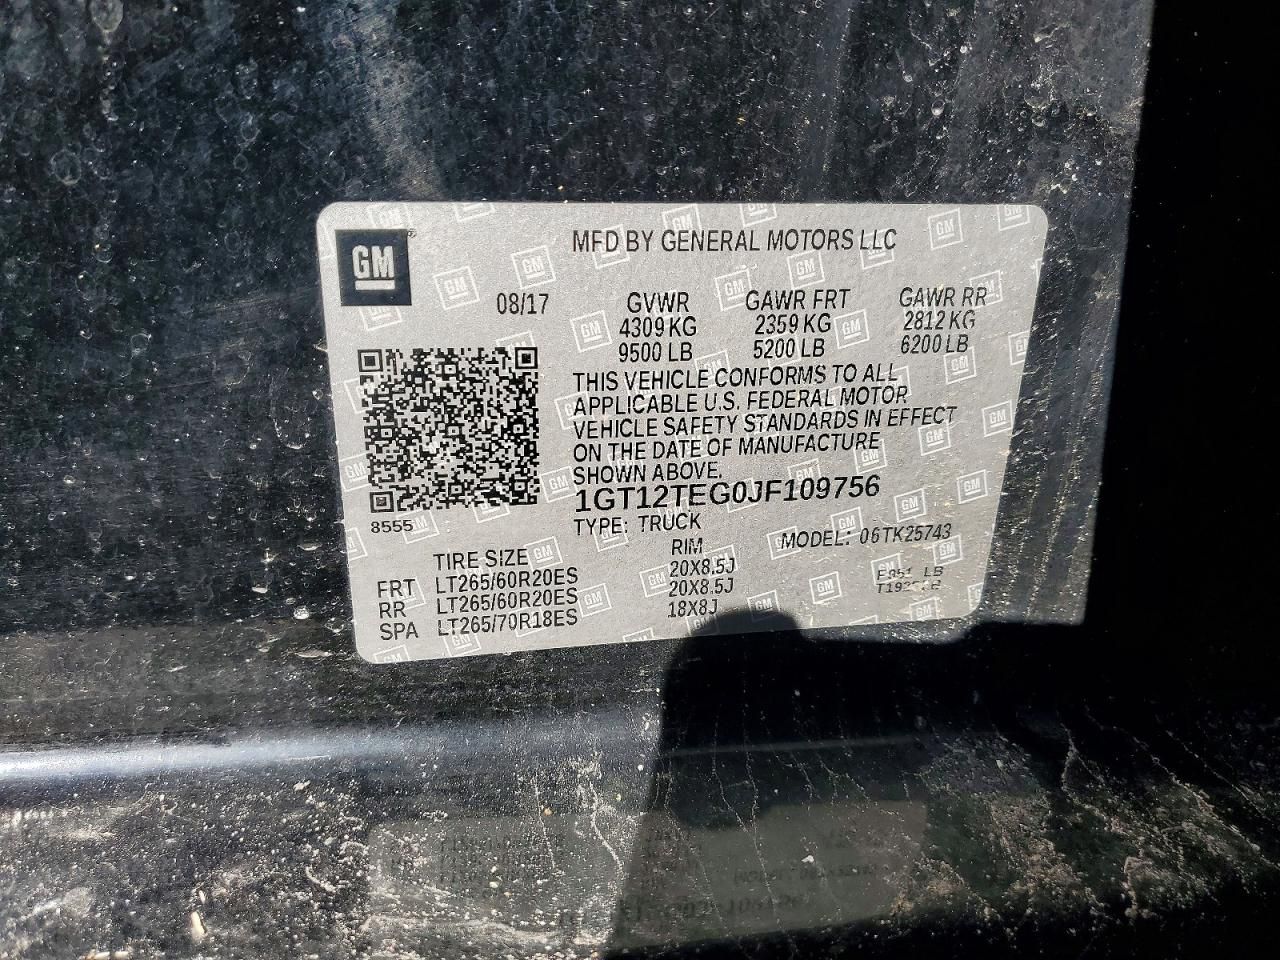 GM
MFD BY GENERAL MOTORS LLC
08/17
GVWR GAWR FRT GAWR RR
4309 KG 2359 KG 2812 KG
9500 LB 5200 LB 6200 LB
THIS VEHICLE CONFORMS TO ALL
APPLICABLE U.S. FEDERAL MOTOR
VEHICLE SAFETY STANDARDS IN EFFECT
ON THE DATE OF MANUFACTURE
SHOWN ABOVE.
1GT12TEG0JF109756
8555
TYPE: TRUCK MODEL: 06TK25743
TIRE SIZE RIM
FRT LT265/60R20ES 20X8.5J
RR LT265/60R20ES 20X8.5J
SPA LT265/70R18ES 18X8J
LB